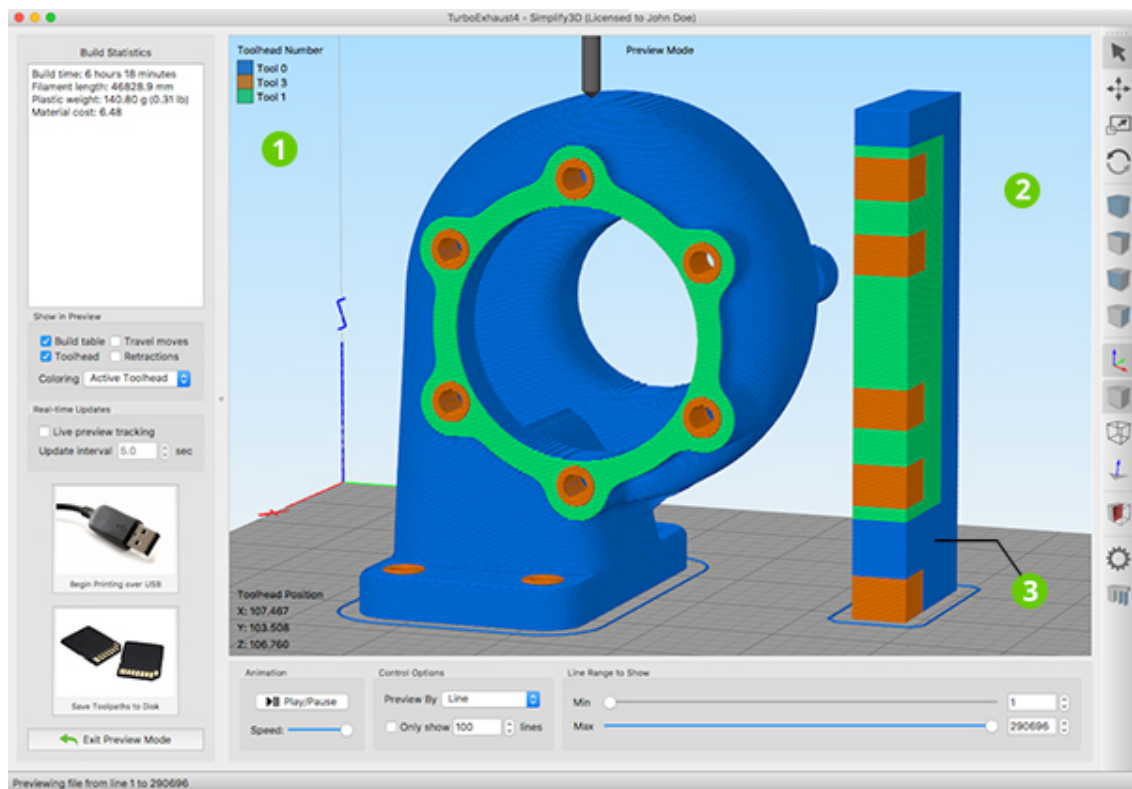 TurboExhaust4 - Simplify3D (Licensed to John Doe)
Build Statistics
Build time: 6 hours 18 minutes
Filament length: 46828.9 mm
Plastic weight: 140.80 g (0.31 lb)
Material cost: 6.48
Show in Preview
Build table
Travel moves
Toolhead
Retractions
Coloring
Active Toolhead
Real-time Updates
Live preview tracking
Update interval
5.0
sec
Begin Printing over USB
Save Toolpaths to Disk
Exit Preview Mode
Toolhead Number
Tool 0
Tool 3
Tool 1
Preview Mode
1
2
3
Toolhead Position
X: 107.467
Y: 103.508
Z: 106.760
Animation
Play/Pause
Speed:
Control Options
Preview By
Line
Only show
100
lines
Line Range to Show
Min
1
Max
290696
Previewing file from line 1 to 290696